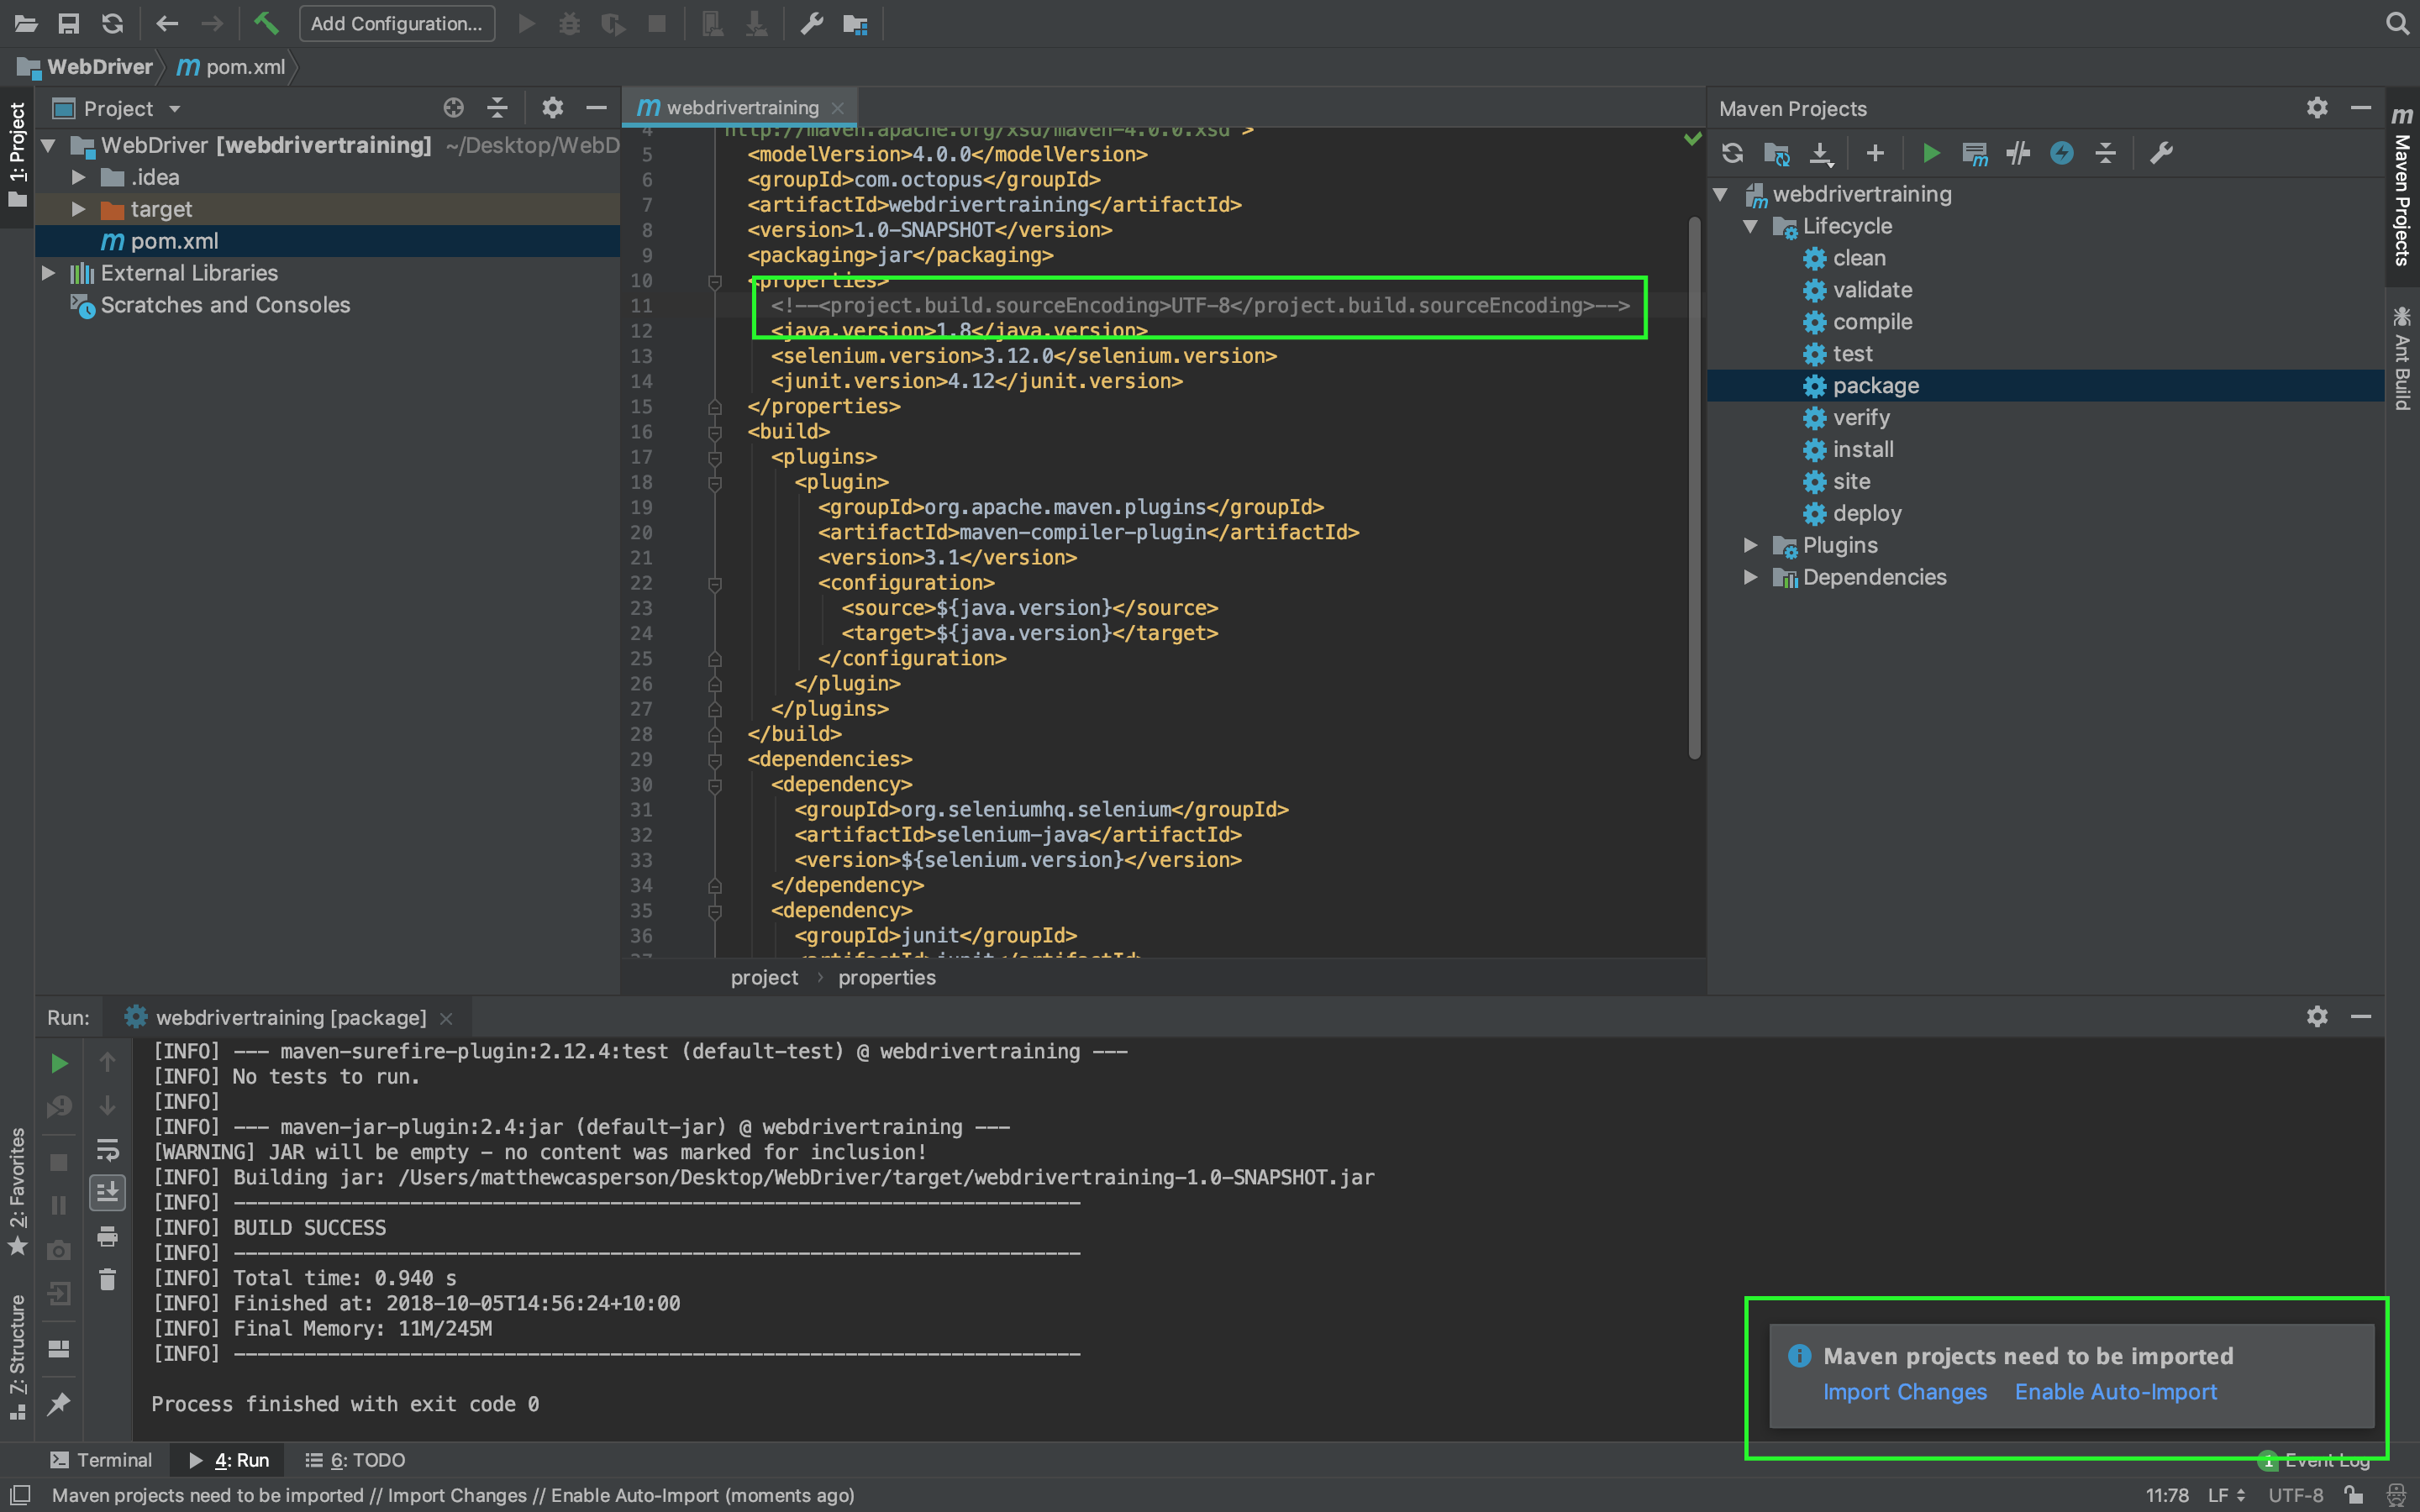 Add Configuration...
WebDriver
m pom.xml
1: Project
Project
WebDriver [webdrivertraining] ~/Desktop/WebD
.idea
target
m pom.xml
External Libraries
Scratches and Consoles
m webdrivertraining
4 http://maven.apache.org/xsd/maven-4.0.0.xsd">
5 <modelVersion>4.0.0</modelVersion>
6 <groupId>com.octopus</groupId>
7 <artifactId>webdrivertraining</artifactId>
8 <version>1.0-SNAPSHOT</version>
9 <packaging>jar</packaging>
10 <properties>
11 <!--<project.build.sourceEncoding>UTF-8</project.build.sourceEncoding>-->
12 <java.version>1.8</java.version>
13 <selenium.version>3.12.0</selenium.version>
14 <junit.version>4.12</junit.version>
15 </properties>
16 <build>
17 <plugins>
18 <plugin>
19 <groupId>org.apache.maven.plugins</groupId>
20 <artifactId>maven-compiler-plugin</artifactId>
21 <version>3.1</version>
22 <configuration>
23 <source>${java.version}</source>
24 <target>${java.version}</target>
25 </configuration>
26 </plugin>
27 </plugins>
28 </build>
29 <dependencies>
30 <dependency>
31 <groupId>org.seleniumhq.selenium</groupId>
32 <artifactId>selenium-java</artifactId>
33 <version>${selenium.version}</version>
34 </dependency>
35 <dependency>
36 <groupId>junit</groupId>
37 <artifactId>junit</artifactId>
project › properties
Maven Projects
webdrivertraining
Lifecycle
clean
validate
compile
test
package
verify
install
site
deploy
Plugins
Dependencies
m Maven Projects
Ant Build
Run: webdrivertraining [package]
[INFO] --- maven-surefire-plugin:2.12.4:test (default-test) @ webdrivertraining ---
[INFO] No tests to run.
[INFO]
[INFO] --- maven-jar-plugin:2.4:jar (default-jar) @ webdrivertraining ---
[WARNING] JAR will be empty - no content was marked for inclusion!
[INFO] Building jar: /Users/matthewcasperson/Desktop/WebDriver/target/webdrivertraining-1.0-SNAPSHOT.jar
[INFO] ------------------------------------------------------------------------
[INFO] BUILD SUCCESS
[INFO] ------------------------------------------------------------------------
[INFO] Total time: 0.940 s
[INFO] Finished at: 2018-10-05T14:56:24+10:00
[INFO] Final Memory: 11M/245M
[INFO] ------------------------------------------------------------------------
Process finished with exit code 0
2: Favorites
7: Structure
Maven projects need to be imported
Import Changes Enable Auto-Import
Terminal
4: Run
6: TODO
1 Event Log
Maven projects need to be imported // Import Changes // Enable Auto-Import (moments ago)
11:78 LF UTF-8